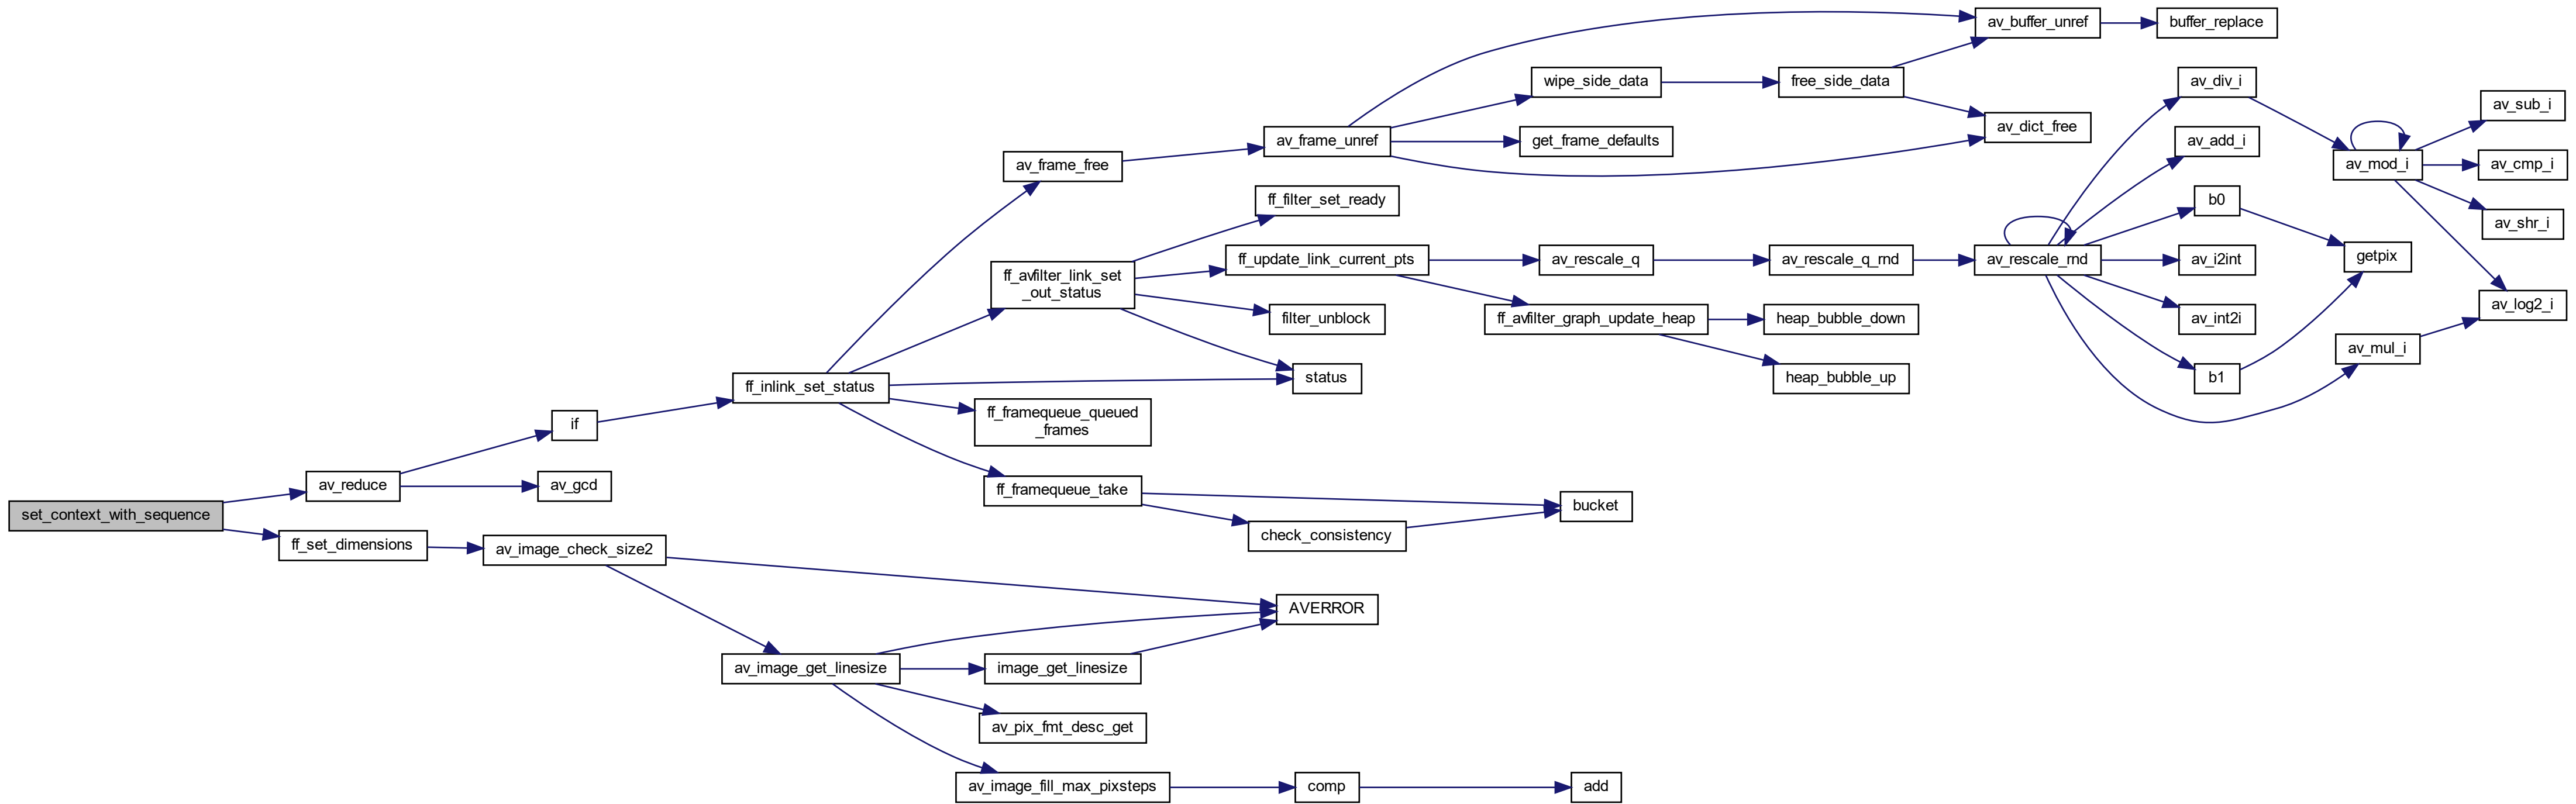 set_context_with_sequence
av_reduce
ff_set_dimensions
if
av_gcd
av_image_check_size2
ff_inlink_set_status
av_image_get_linesize
av_frame_free
ff_avfilter_link_set
_out_status
ff_framequeue_queued
_frames
ff_framequeue_take
image_get_linesize
av_pix_fmt_desc_get
av_image_fill_max_pixsteps
av_frame_unref
ff_filter_set_ready
ff_update_link_current_pts
filter_unblock
status
check_consistency
AVERROR
comp
wipe_side_data
get_frame_defaults
av_rescale_q
ff_avfilter_graph_update_heap
bucket
add
free_side_data
av_rescale_q_rnd
heap_bubble_down
heap_bubble_up
av_buffer_unref
av_dict_free
av_rescale_rnd
buffer_replace
av_div_i
av_add_i
b0
av_i2int
av_int2i
b1
av_mod_i
getpix
av_mul_i
av_sub_i
av_cmp_i
av_shr_i
av_log2_i